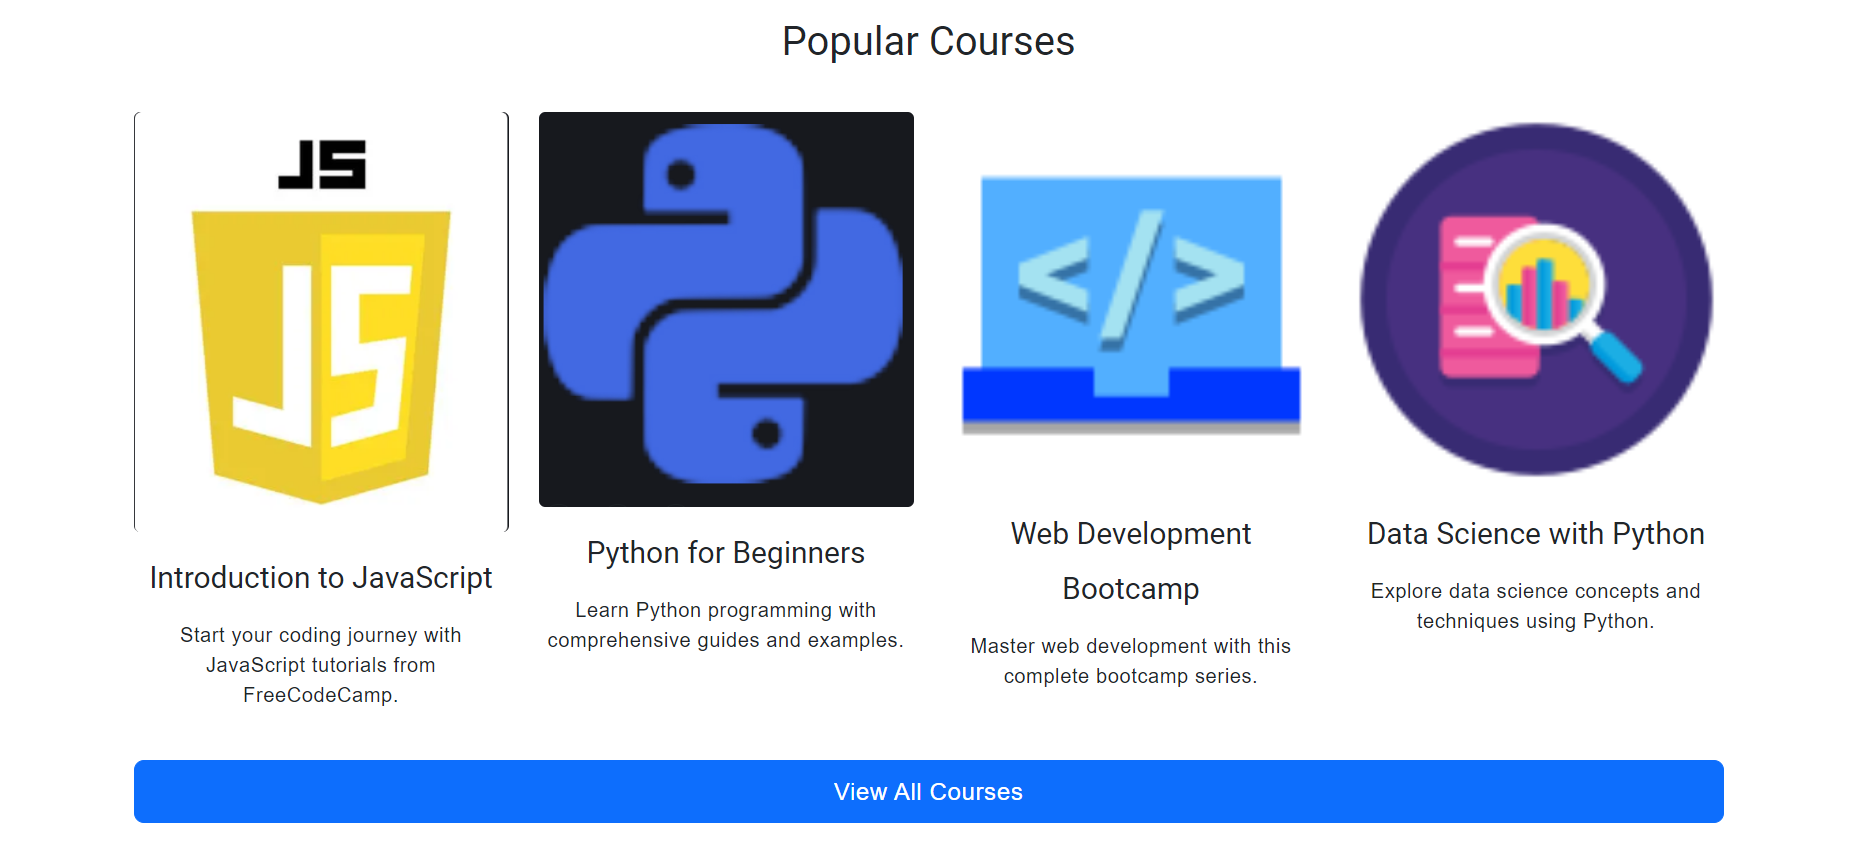 Popular Courses
JS
JS
</>
Introduction to JavaScript
Start your coding journey with
JavaScript tutorials from
FreeCodeCamp.
Python for Beginners
Learn Python programming with
comprehensive guides and examples.
Web Development
Bootcamp
Master web development with this
complete bootcamp series.
Data Science with Python
Explore data science concepts and
techniques using Python.
View All Courses